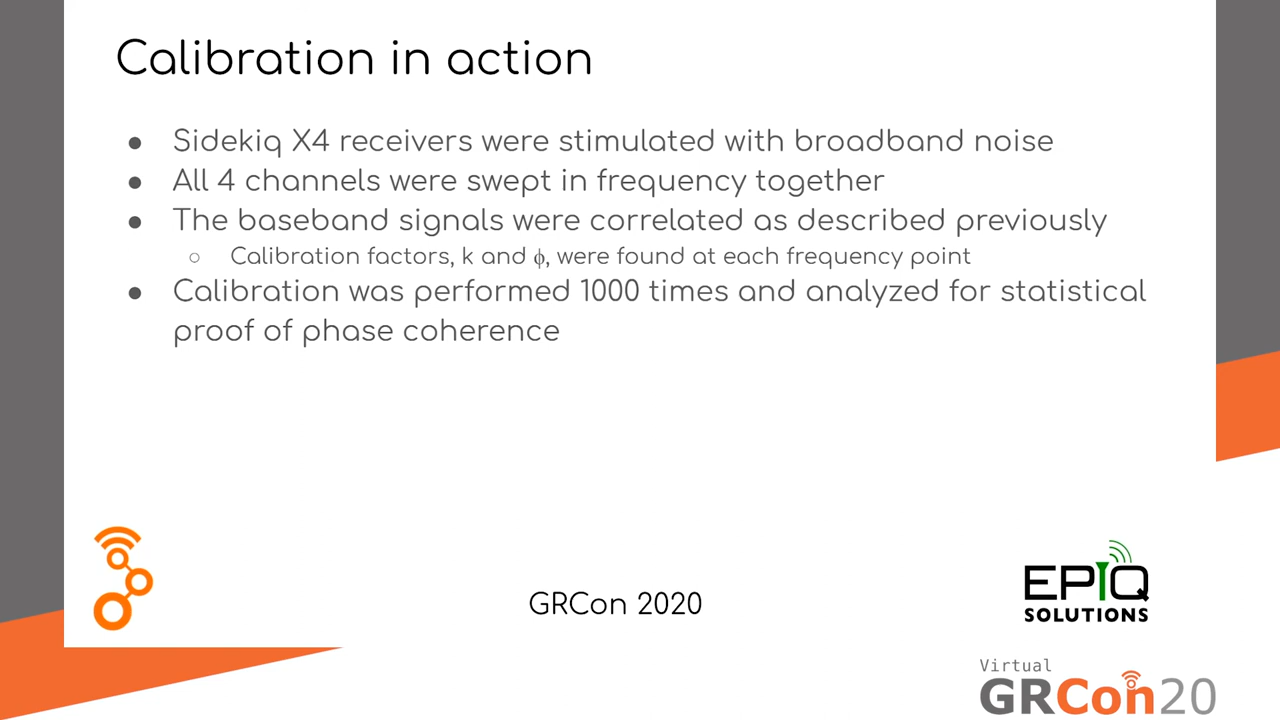 Calibration in action
● Sidekiq X4 receivers were stimulated with broadband noise
● All 4 channels were swept in frequency together
● The baseband signals were correlated as described previously
○ Calibration factors, k and ϕ, were found at each frequency point
● Calibration was performed 1000 times and analyzed for statistical
proof of phase coherence
GRCon 2020
EPIQ
SOLUTIONS
Virtual
GRCon20